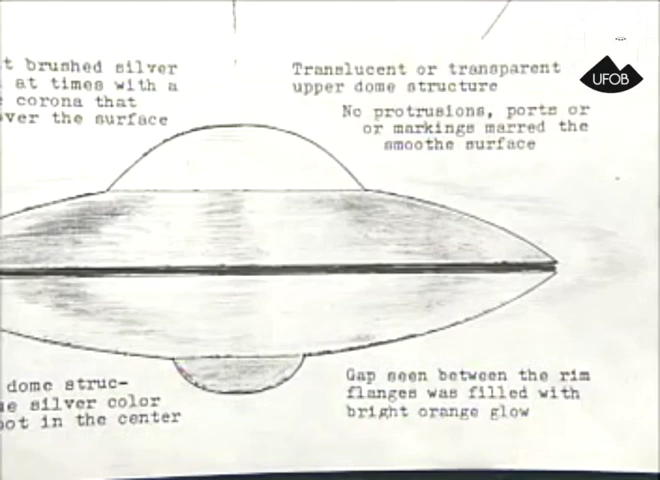 t brushed silver
at times with a
corona that
ver the surface
Translucent or transparent
upper dome structure
No protrusions, ports or
or markings marred the
smoothe surface
UFOB
dome struc-
e silver color
ot in the center
Gap seen between the rim
flanges was filled with
bright orange glow